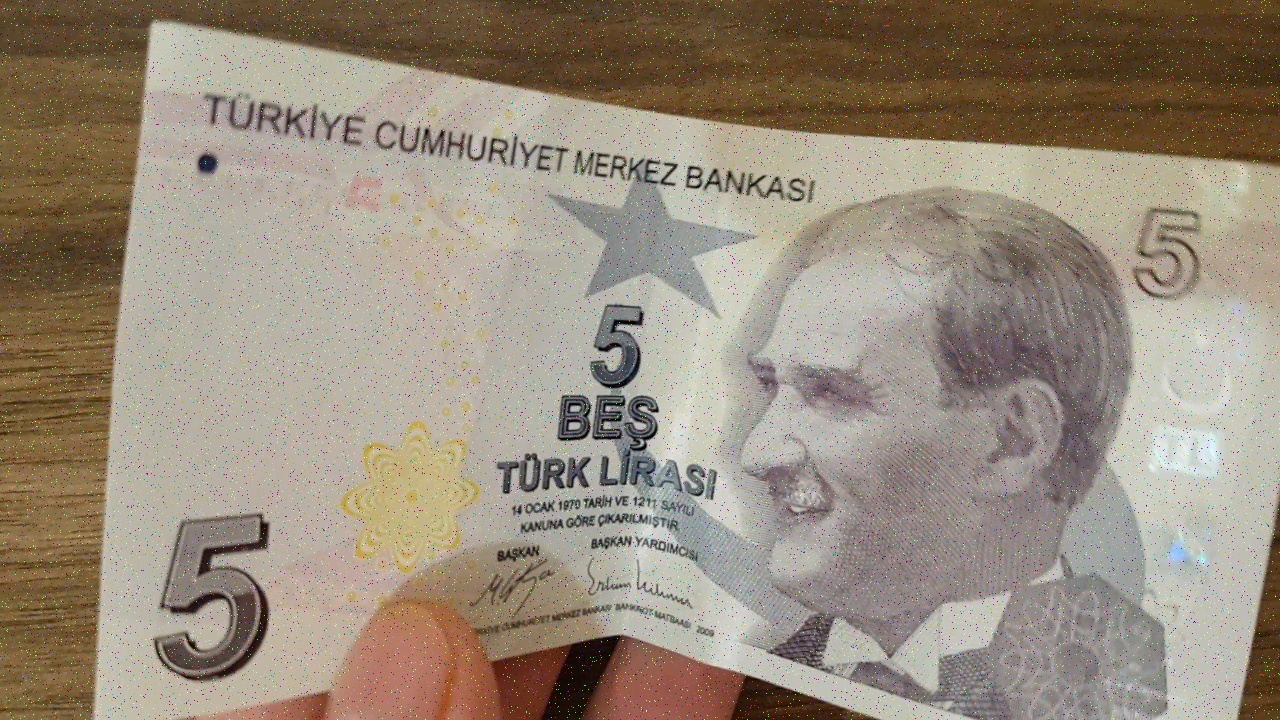 TÜRKİYE CUMHURİYET MERKEZ BANKASI
5
5
BEŞ
TÜRK LİRASI
14 OCAK 1970 TARİH VE 1211 SAYILI
KANUNA GÖRE ÇIKARILMIŞTIR.
BAŞKAN BAŞKAN YARDIMCISI
5
CUMHURİYET MERKEZ BANKASI BANKNOT MATBAASI 2009